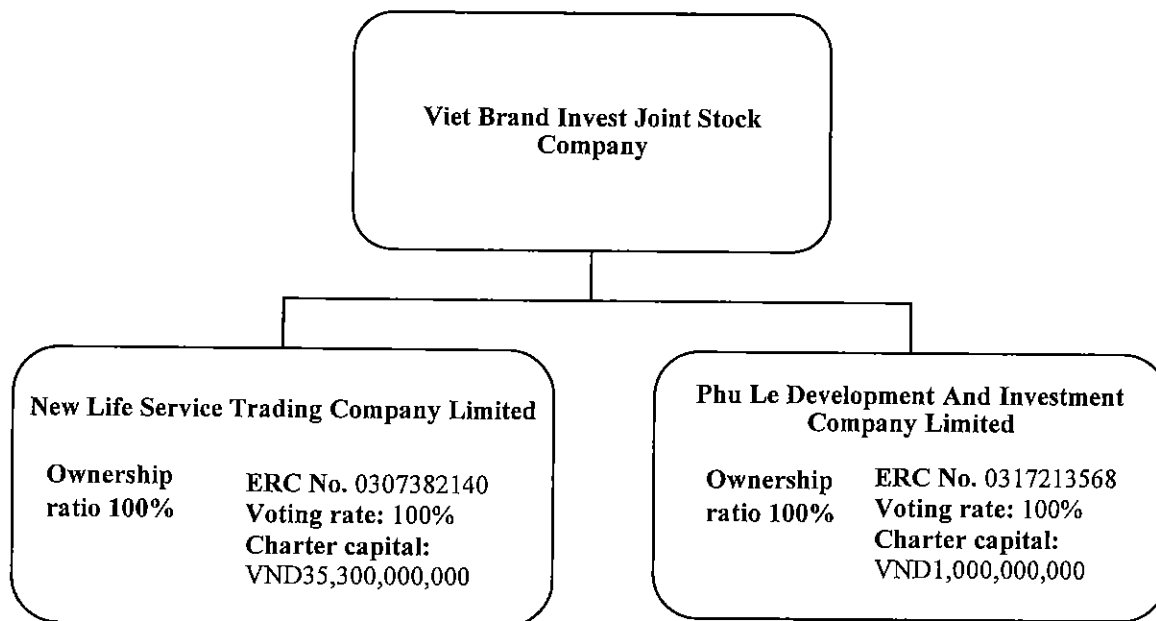 Viet Brand Invest Joint Stock
Company
New Life Service Trading Company Limited
Ownership
ratio 100%
ERC No. 0307382140
Voting rate: 100%
Charter capital:
VND35,300,000,000
Phu Le Development And Investment
Company Limited
Ownership
ratio 100%
ERC No. 0317213568
Voting rate: 100%
Charter capital:
VND1,000,000,000